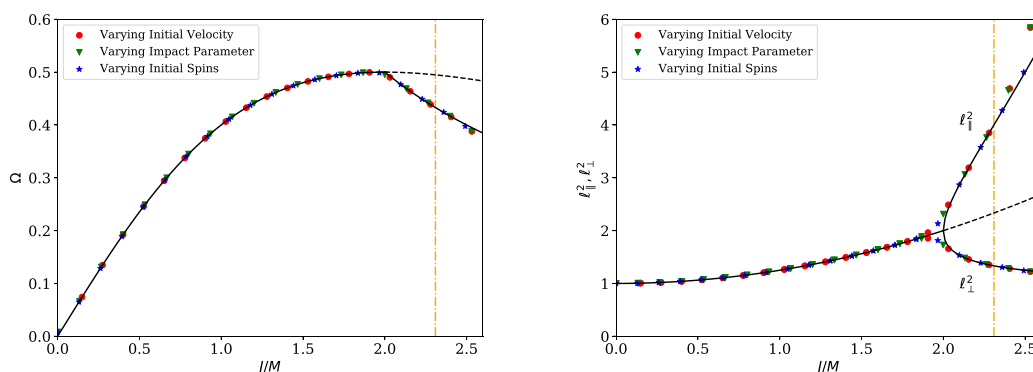 0.6
0.5
0.4
0.3
0.2
0.1
0.0
Ω
Varying Initial Velocity
Varying Impact Parameter
Varying Initial Spins
0.0 0.5 1.0 1.5 2.0 2.5
J/M
6
5
4
3
2
1
0
ℓ∥², ℓ⊥²
Varying Initial Velocity
Varying Impact Parameter
Varying Initial Spins
ℓ∥²
ℓ⊥²
0.0 0.5 1.0 1.5 2.0 2.5
J/M